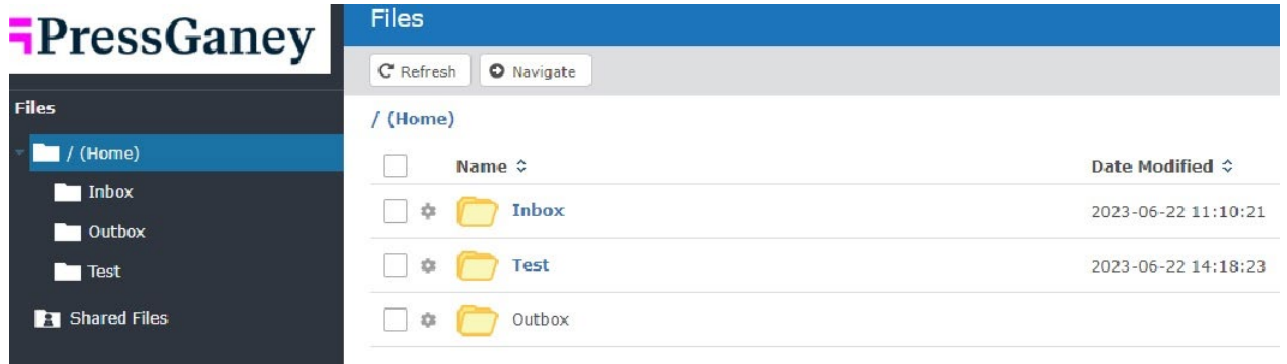 PressGaney
Files
/ (Home)
Inbox
Outbox
Test
Shared Files
Files
Refresh Navigate
/ (Home)
Name Date Modified
Inbox 2023-06-22 11:10:21
Test 2023-06-22 14:18:23
Outbox